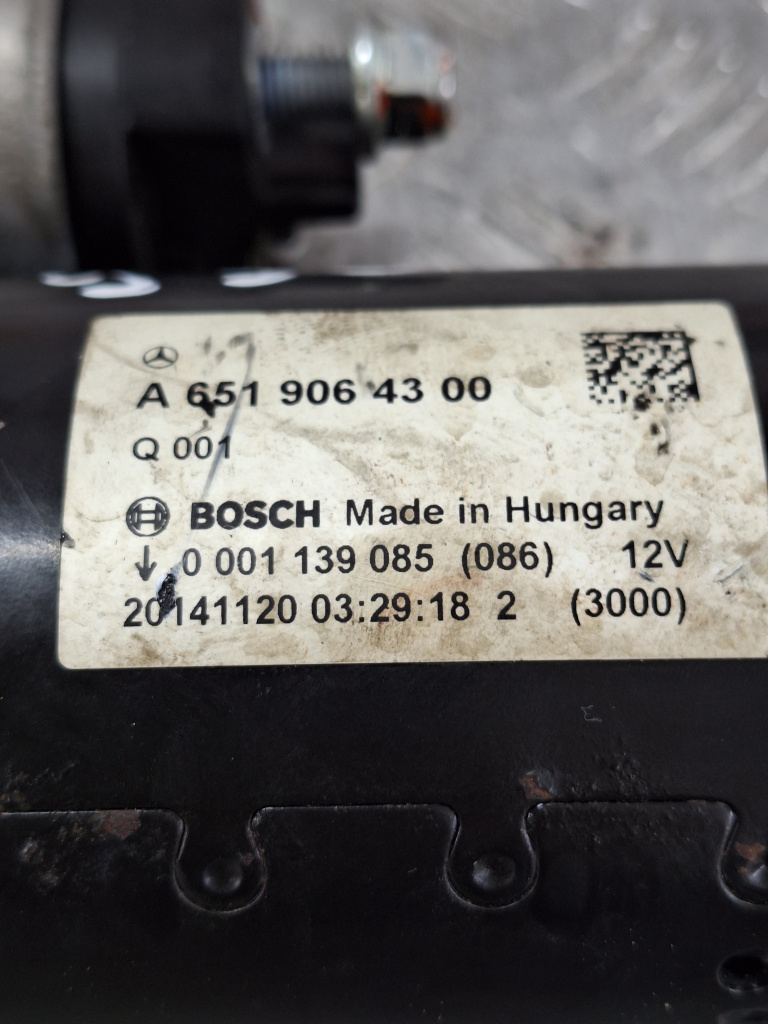 A 651 906 43 00
Q 001
BOSCH Made in Hungary
↓ 0 001 139 085 (086) 12V
20141120 03:29:18 2 (3000)